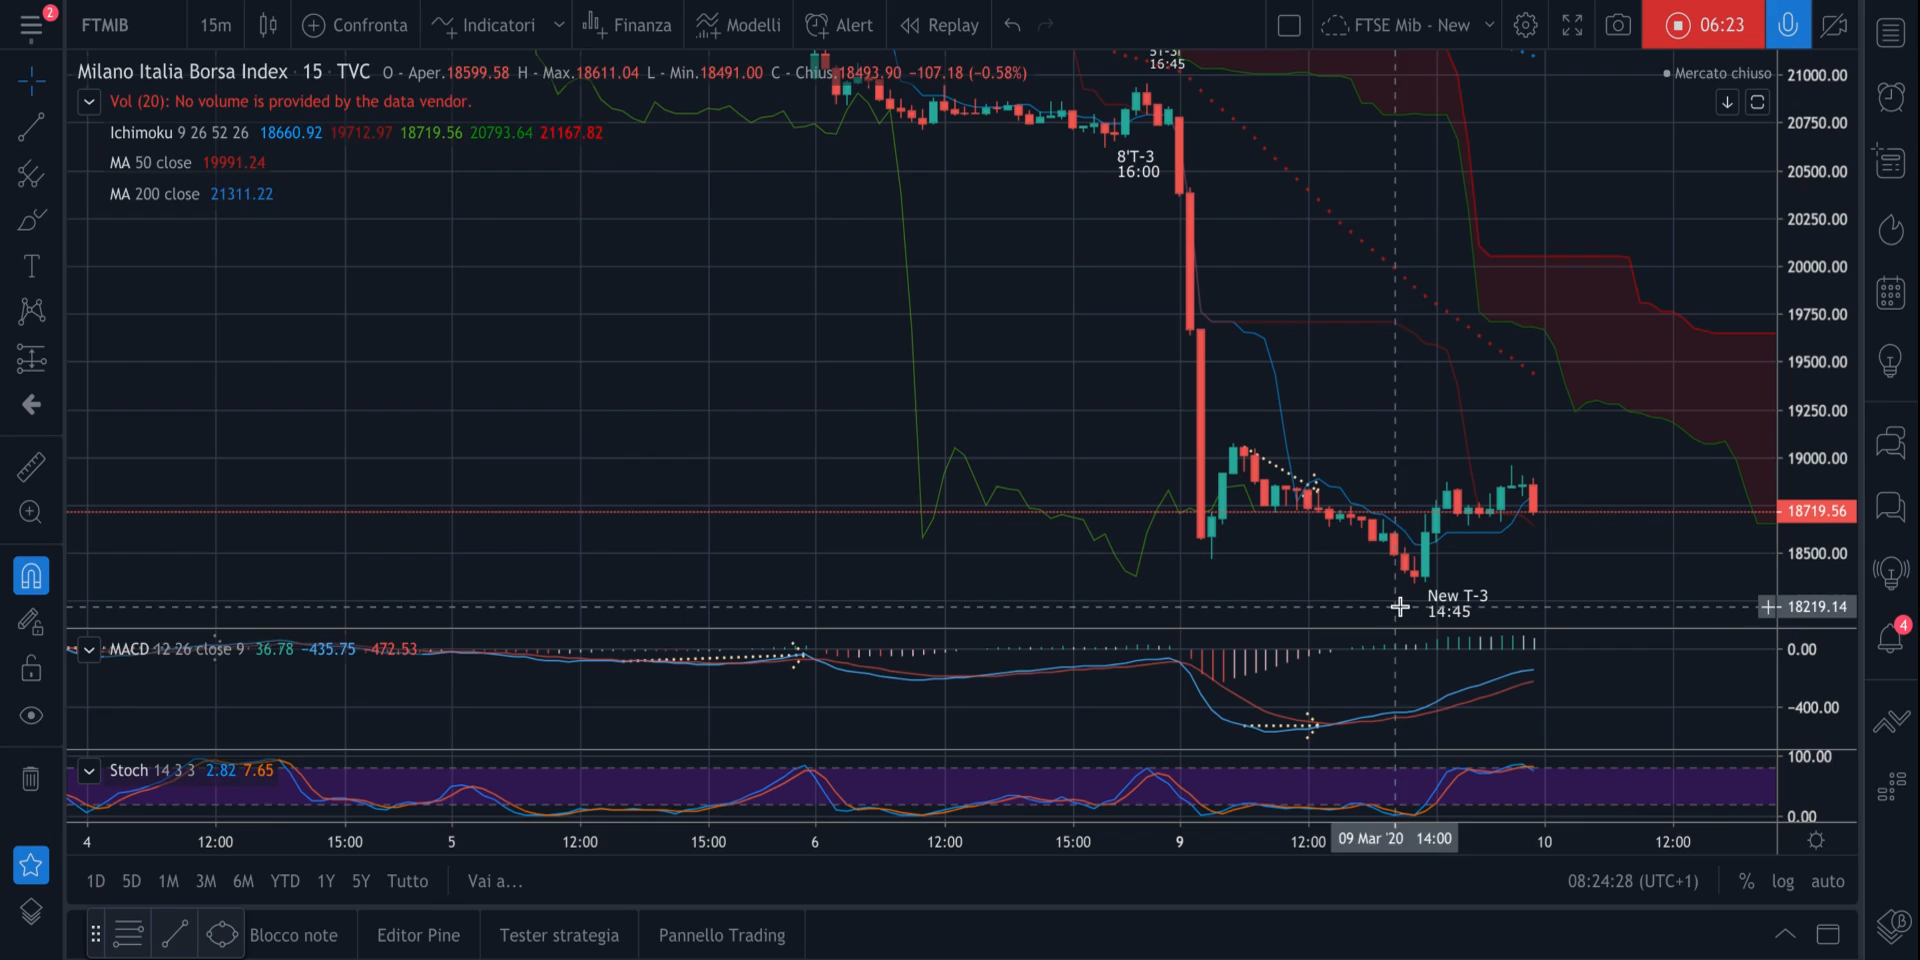 2 FTMIB 15m Confronta Indicatori Finanza Modelli Alert Replay FTSE Mib - New 06:23
Milano Italia Borsa Index · 15 · TVC O - Aper.18599.58 H - Max.18611.04 L - Min.18491.00 C - Chius.18493.90 -107.18 (-0.58%)
Mercato chiuso
Vol (20): No volume is provided by the data vendor.
Ichimoku 9 26 52 26 18660.92 19712.97 18719.56 20793.64 21167.82
MA 50 close 19991.24
MA 200 close 21311.22
16:45
8'T-3
16:00
New T-3
14:45
21000.00
20750.00
20500.00
20250.00
20000.00
19750.00
19500.00
19250.00
19000.00
18719.56
18500.00
18219.14
4
MACD 12 26 close 9 36.78 -435.75 -472.53
0.00
-400.00
Stoch 14 3 3 2.82 7.65
100.00
0.00
4 12:00 15:00 5 12:00 15:00 6 12:00 15:00 9 12:00 09 Mar '20 14:00 10 12:00
1D 5D 1M 3M 6M YTD 1Y 5Y Tutto Vai a... 08:24:28 (UTC+1) % log auto
Blocco note Editor Pine Tester strategia Pannello Trading